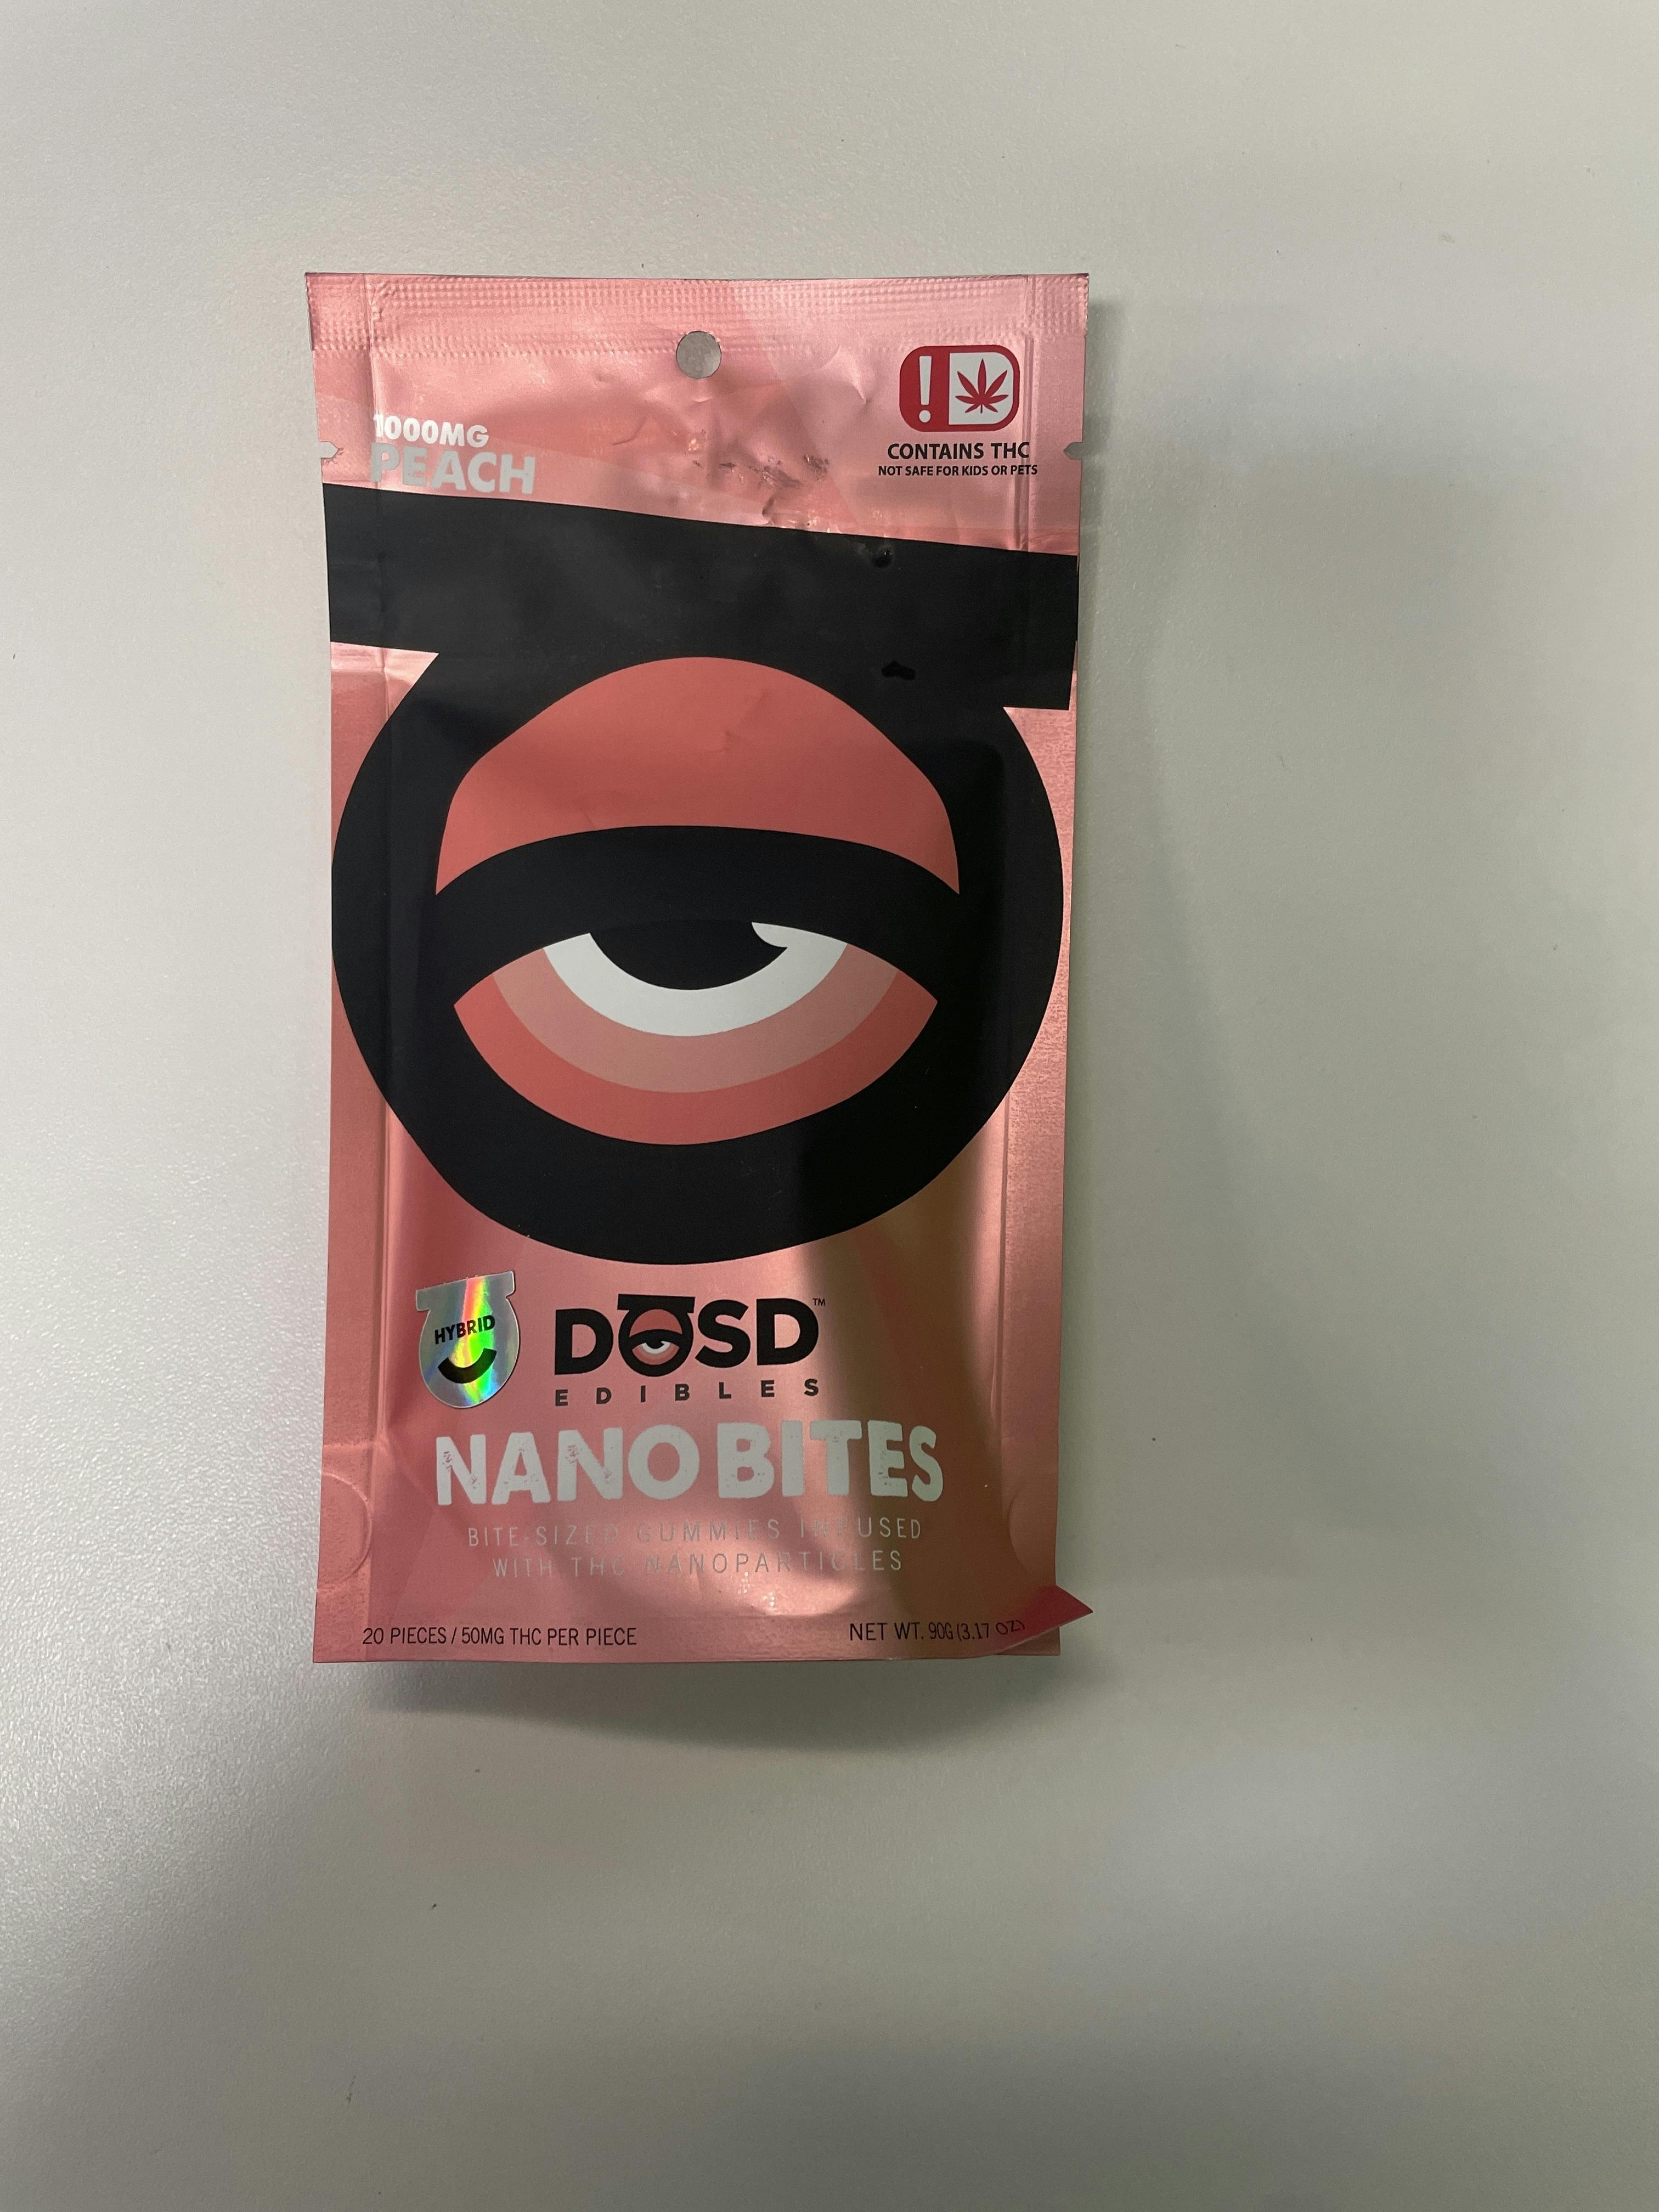 1000MG
PEACH
CONTAINS THC
NOT SAFE FOR KIDS OR PETS
HYBRID
DOSD™
EDIBLES
NANO BITES
BITE-SIZED GUMMIES INFUSED
WITH THC NANOPARTICLES
20 PIECES / 50MG THC PER PIECE
NET WT. 90G (3.17 OZ)